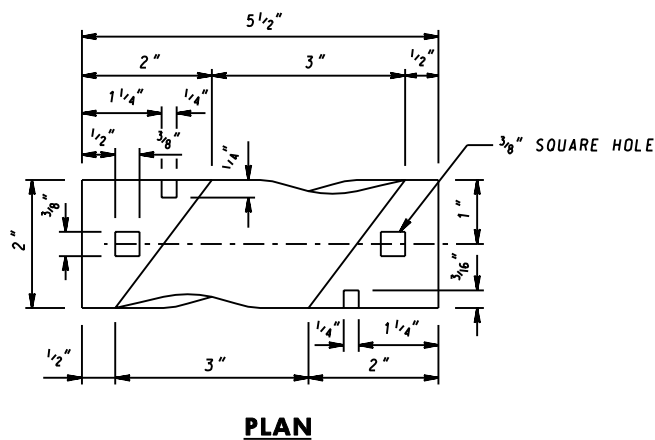 5 1/2"
2" 3" 1/2"
1 1/4" 1/4"
1/2" 3/8" 1/4" 3/8" SQUARE HOLE
3/8" 1"
2"
3/16"
1/4" 1 1/4"
1/2" 3" 2"
PLAN